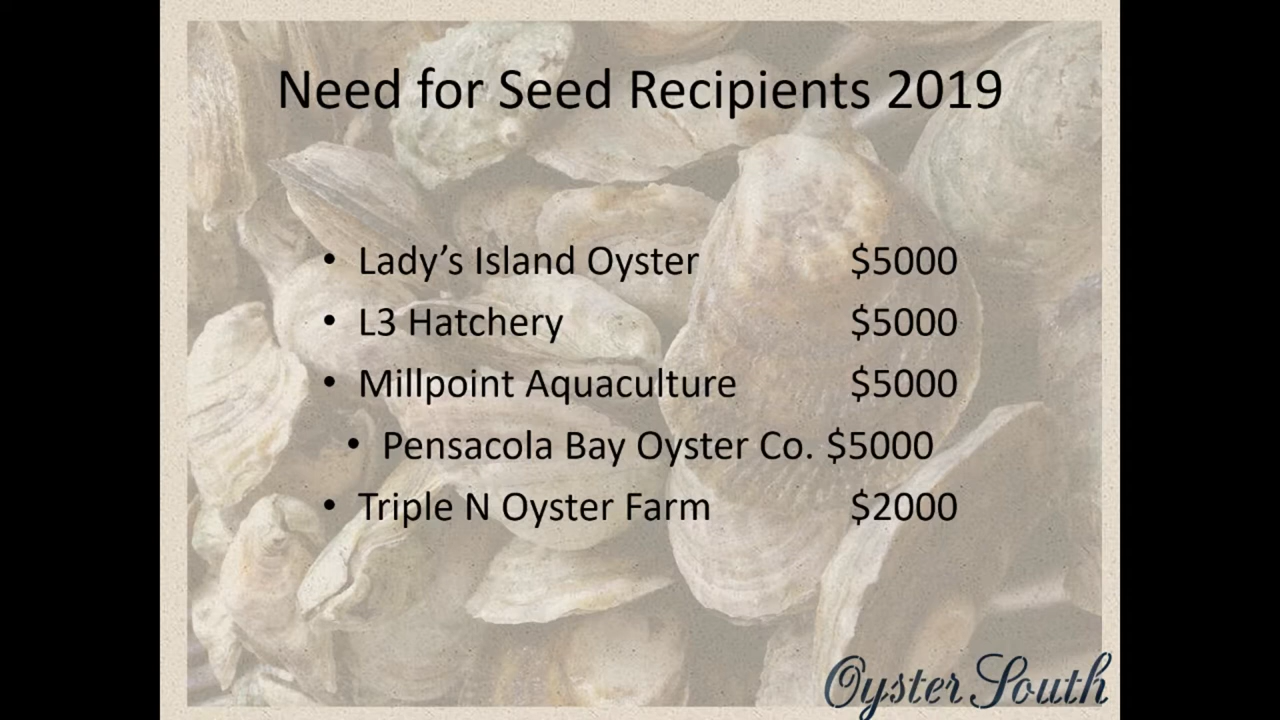 Need for Seed Recipients 2019
• Lady’s Island Oyster $5000
• L3 Hatchery $5000
• Millpoint Aquaculture $5000
• Pensacola Bay Oyster Co. $5000
• Triple N Oyster Farm $2000
Oyster South